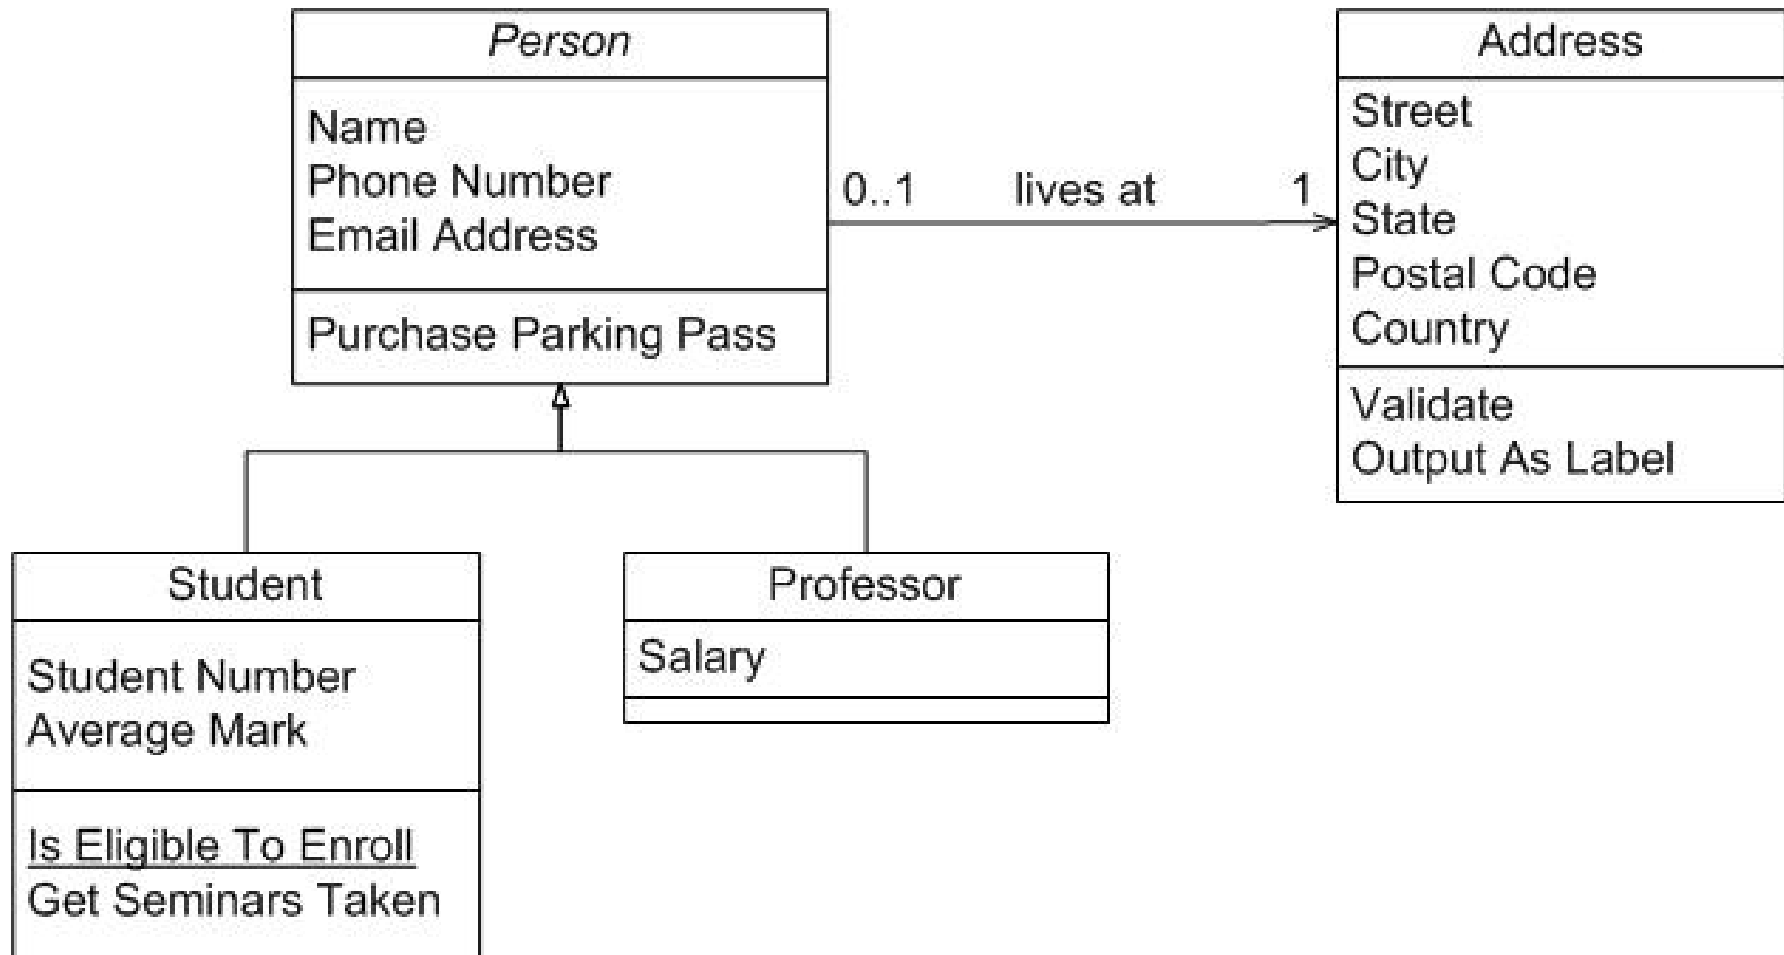 Person
Name
Phone Number
Email Address
Purchase Parking Pass
0..1 lives at 1
Address
Street
City
State
Postal Code
Country
Validate
Output As Label
Student
Student Number
Average Mark
Is Eligible To Enroll
Get Seminars Taken
Professor
Salary